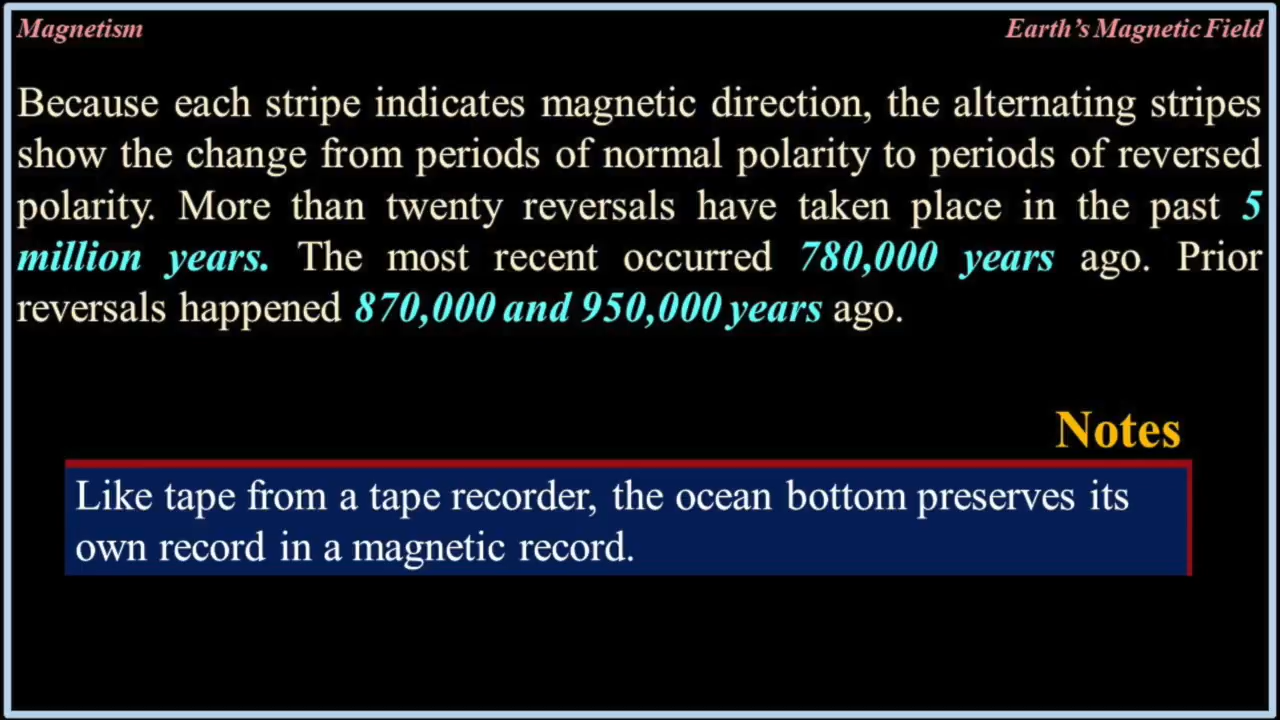 Magnetism
Earth's Magnetic Field
Because each stripe indicates magnetic direction, the alternating stripes
show the change from periods of normal polarity to periods of reversed
polarity. More than twenty reversals have taken place in the past 5
million years. The most recent occurred 780,000 years ago. Prior
reversals happened 870,000 and 950,000 years ago.
Notes
Like tape from a tape recorder, the ocean bottom preserves its
own record in a magnetic record.